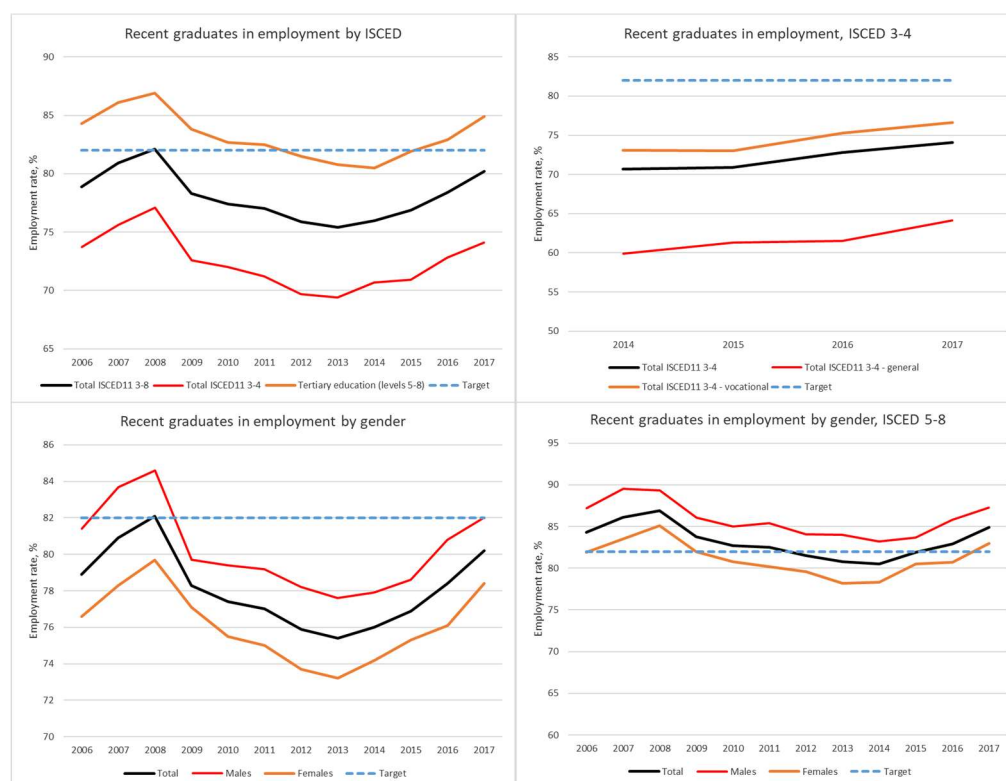 Recent graduates in employment by ISCED
Employment rate, %
90
85
80
75
70
65
2006 2007 2008 2009 2010 2011 2012 2013 2014 2015 2016 2017
Total ISCED11 3-8 Total ISCED11 3-4 Tertiary education (levels 5-8) Target
Recent graduates in employment, ISCED 3-4
Employment rate, %
85
80
75
70
65
60
55
50
2014 2015 2016 2017
Total ISCED11 3-4 Total ISCED11 3-4 - general
Total ISCED11 3-4 - vocational Target
Recent graduates in employment by gender
Employment rate, %
86
84
82
80
78
76
74
72
70
2006 2007 2008 2009 2010 2011 2012 2013 2014 2015 2016 2017
Total Males Females Target
Recent graduates in employment by gender, ISCED 5-8
Employment rate, %
95
90
85
80
75
70
65
60
2006 2007 2008 2009 2010 2011 2012 2013 2014 2015 2016 2017
Total Males Females Target